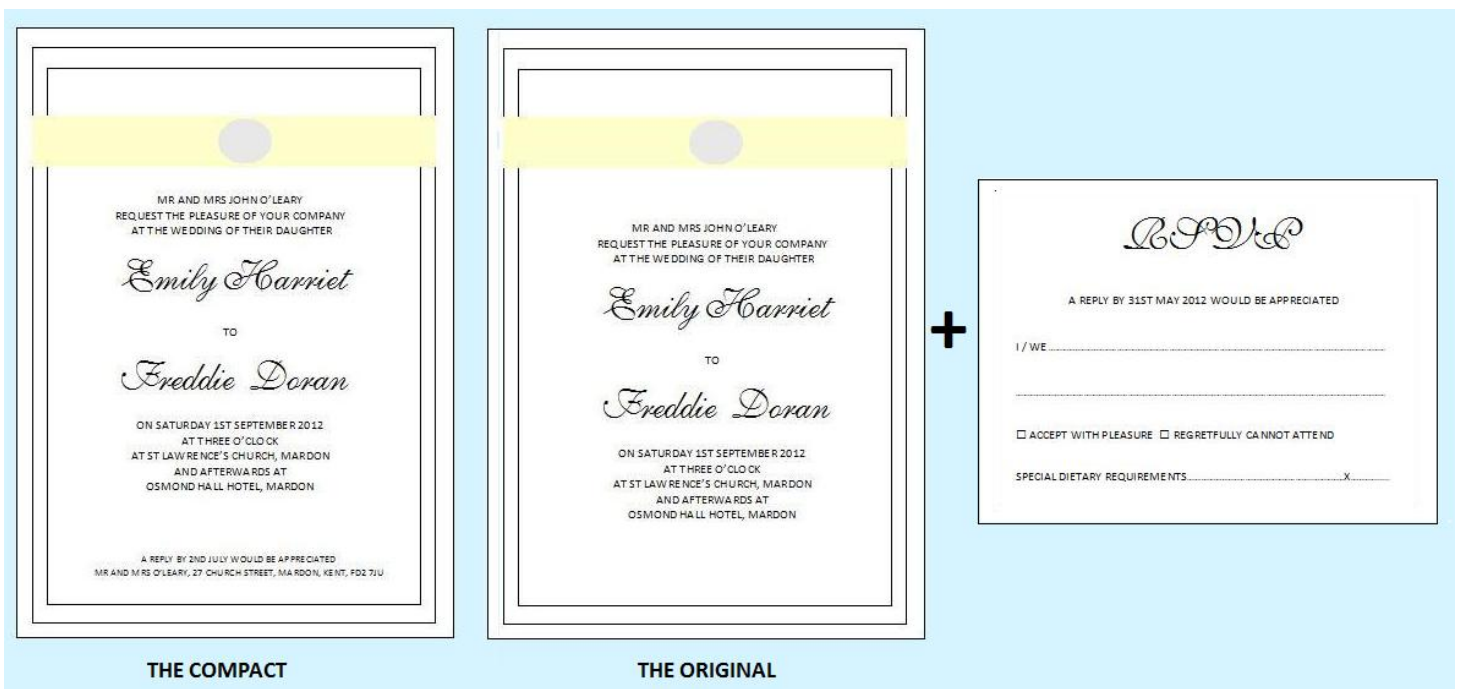 MR AND MRS JOHN O'LEARY
REQUEST THE PLEASURE OF YOUR COMPANY
AT THE WEDDING OF THEIR DAUGHTER
Emily Harriet
TO
Freddie Doran
ON SATURDAY 1ST SEPTEMBER 2012
AT THREE O'CLOCK
AT ST LAWRENCE'S CHURCH, MARDON
AND AFTERWARDS AT
OSMOND HALL HOTEL, MARDON
A REPLY BY 2ND JULY WOULD BE APPRECIATED
MR AND MRS O'LEARY, 27 CHURCH STREET, MARDON, KENT, FD2 7JU
THE COMPACT
MR AND MRS JOHN O'LEARY
REQUEST THE PLEASURE OF YOUR COMPANY
AT THE WEDDING OF THEIR DAUGHTER
Emily Harriet
TO
Freddie Doran
ON SATURDAY 1ST SEPTEMBER 2012
AT THREE O'CLOCK
AT ST LAWRENCE'S CHURCH, MARDON
AND AFTERWARDS AT
OSMOND HALL HOTEL, MARDON
THE ORIGINAL
+
RSVP
A REPLY BY 31ST MAY 2012 WOULD BE APPRECIATED
I / WE
☐ ACCEPT WITH PLEASURE ☐ REGRETFULLY CANNOT ATTEND
SPECIAL DIETARY REQUIREMENTS X